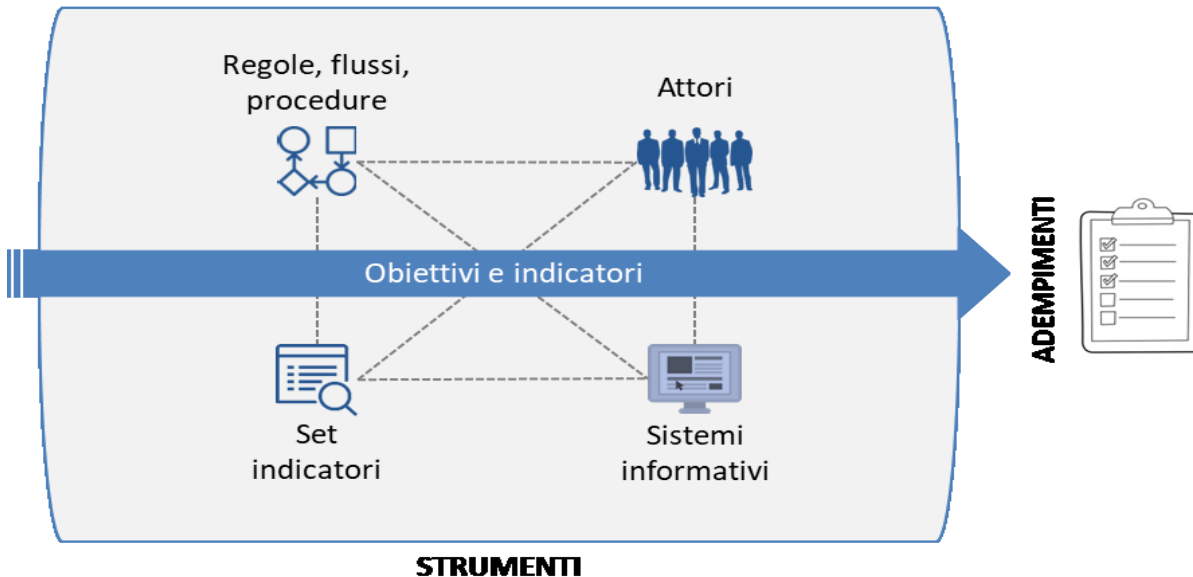 Regole, flussi,
procedure
Attori
Obiettivi e indicatori
ADEMPIMENTI
Set
indicatori
Sistemi
informativi
STRUMENTI